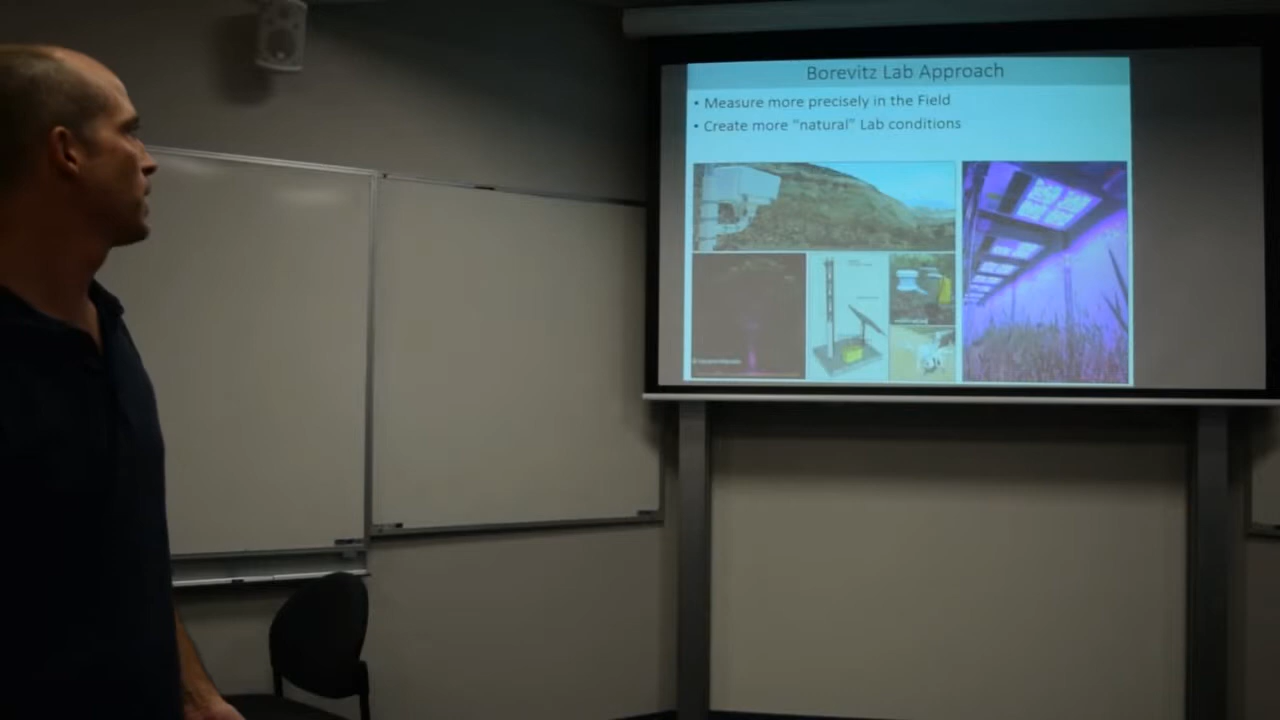 Borevitz Lab Approach
• Measure more precisely in the Field
• Create more “natural” Lab conditions